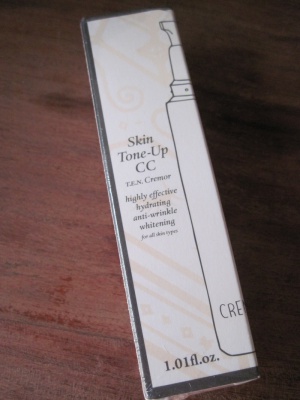 Skin
Tone-Up
CC
T.E.N. Cremor
highly effective
hydrating
anti-wrinkle
whitening
for all skin types
CRE
1.01fl.oz.